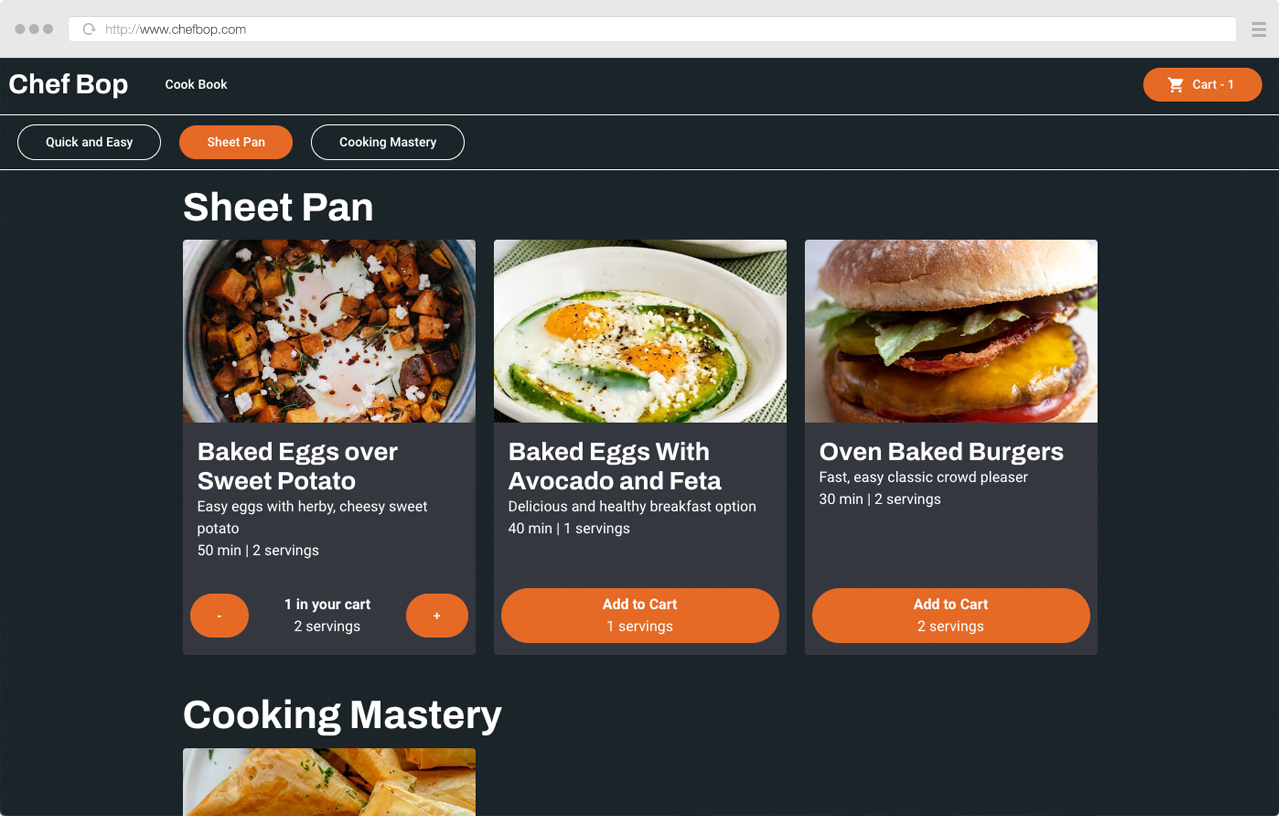 http://www.chefbop.com
Chef Bop
Cook Book
Cart - 1
Quick and Easy
Sheet Pan
Cooking Mastery
Sheet Pan
Baked Eggs over
Sweet Potato
Easy eggs with herby, cheesy sweet
potato
50 min | 2 servings
-
1 in your cart
2 servings
+
Baked Eggs With
Avocado and Feta
Delicious and healthy breakfast option
40 min | 1 servings
Add to Cart
1 servings
Oven Baked Burgers
Fast, easy classic crowd pleaser
30 min | 2 servings
Add to Cart
2 servings
Cooking Mastery